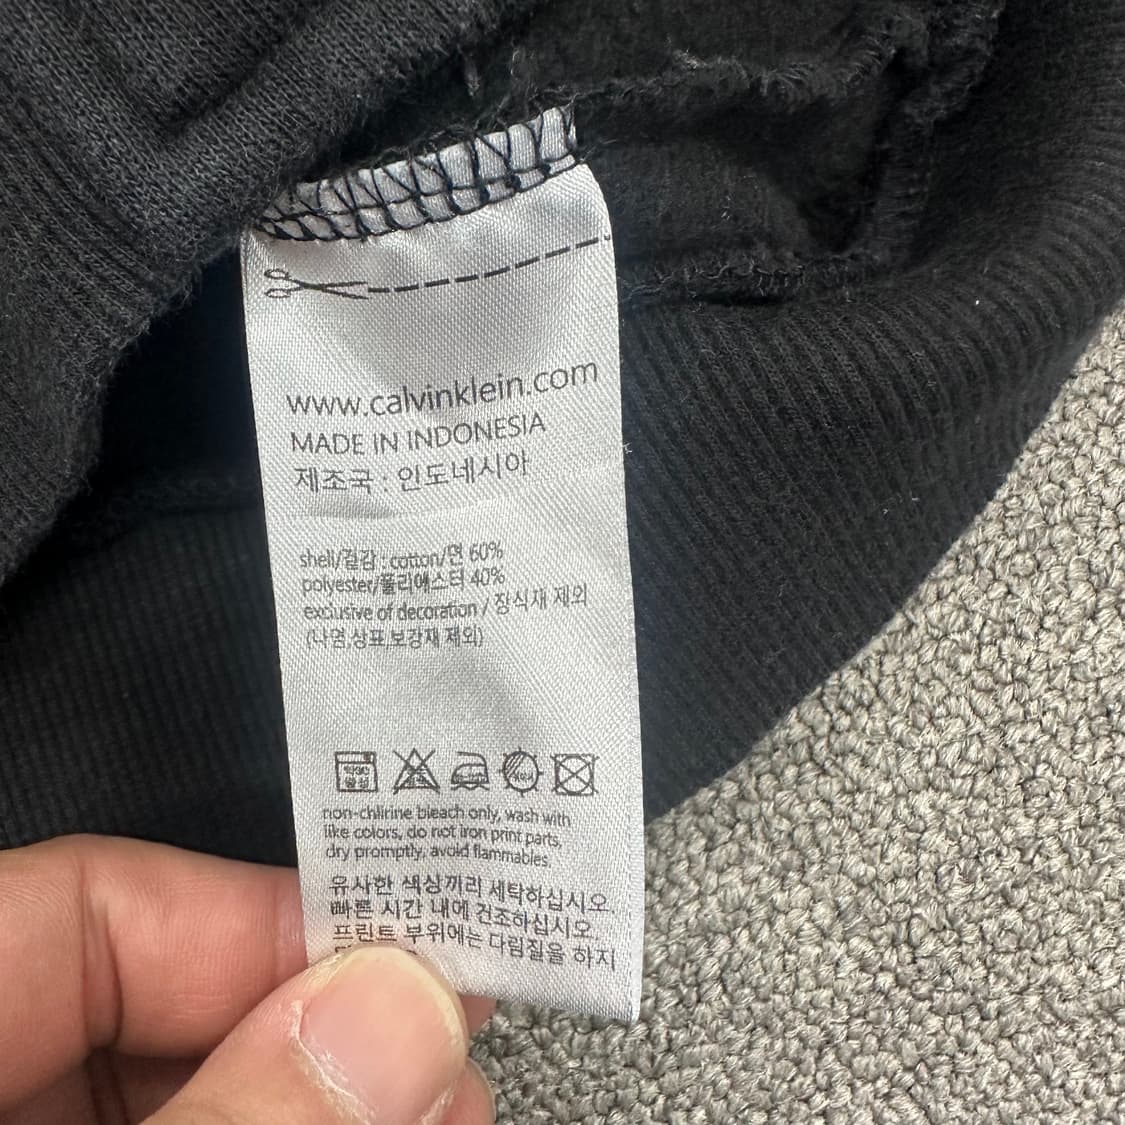 www.calvinklein.com
MADE IN INDONESIA
제조국 : 인도네시아
shell/겉감 : cotton/면 60%
polyester/폴리에스터 40%
exclusive of decoration / 장식재 제외
(나염,상표,보강재 제외)
non-chlirine bleach only, wash with
like colors, do not iron print parts,
dry promptly, avoid flammables.
유사한 색상끼리 세탁하십시오.
빠른 시간 내에 건조하십시오
프린트 부위에는 다림질을 하지